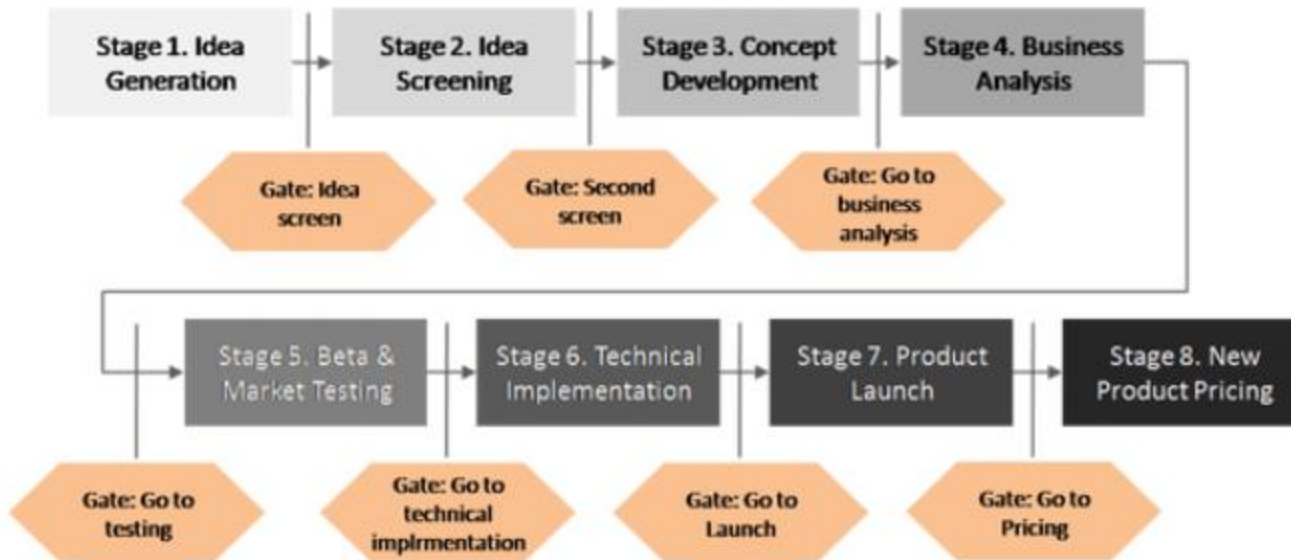 Stage 1. Idea
Generation
Stage 2. Idea
Screening
Stage 3. Concept
Development
Stage 4. Business
Analysis
Gate: Idea
screen
Gate: Second
screen
Gate: Go to
business
analysis
Stage 5. Beta &
Market Testing
Stage 6. Technical
Implementation
Stage 7. Product
Launch
Stage 8. New
Product Pricing
Gate: Go to
testing
Gate: Go to
technical
implrmentation
Gate: Go to
Launch
Gate: Go to
Pricing